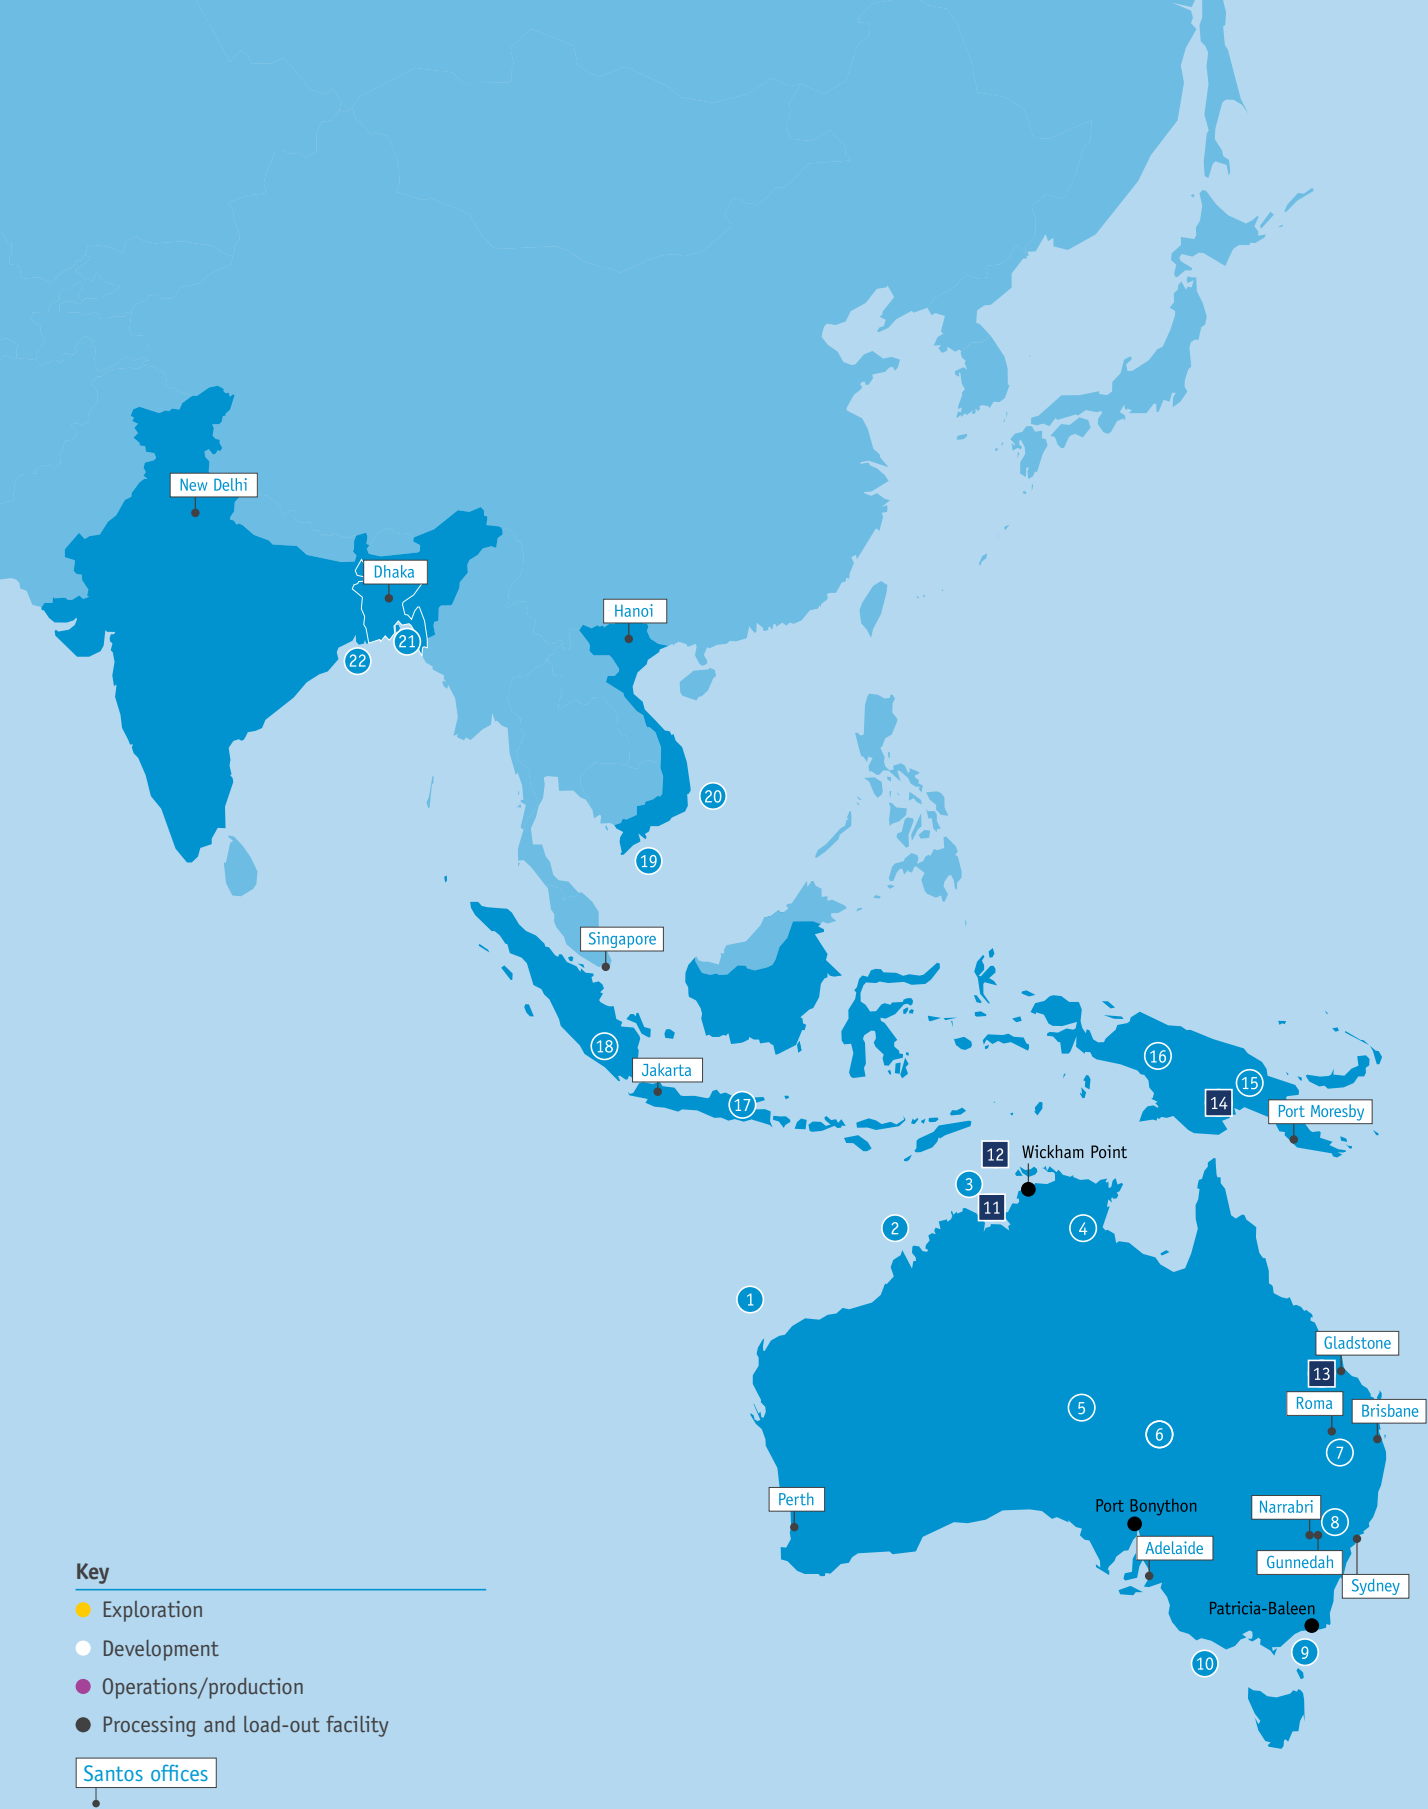 New Delhi
Dhaka
Hanoi
21
22
20
19
Singapore
18
Jakarta
17
16
15
14
Port Moresby
12
Wickham Point
3
11
2
4
1
Gladstone
13
Roma
Brisbane
5
6
7
Perth
Port Bonython
Narrabri
8
Adelaide
Gunnedah
Sydney
Patricia-Baleen
9
10
Key
Exploration
Development
Operations/production
Processing and load-out facility
Santos offices